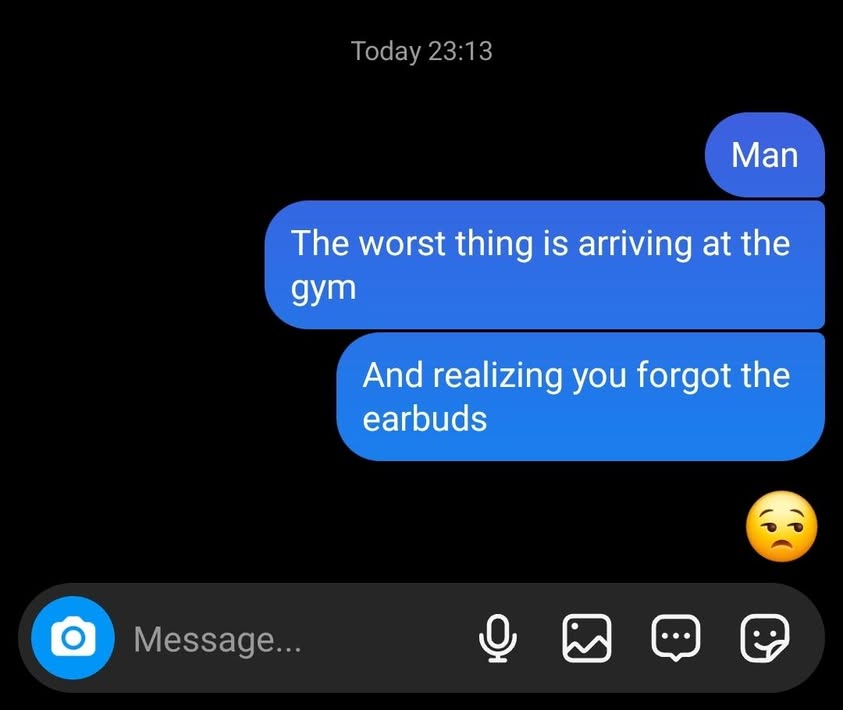 Today 23:13
Man
The worst thing is arriving at the
gym
And realizing you forgot the
earbuds
Message...